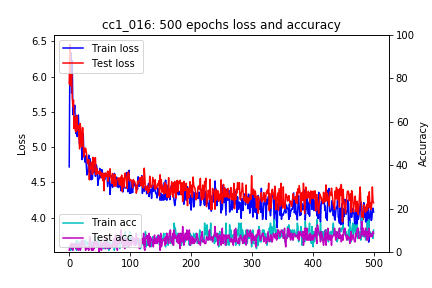 cc1_016: 500 epochs loss and accuracy
6.5
6.0
5.5
5.0
4.5
4.0
Loss
Train loss
Test loss
Train acc
Test acc
100
80
60
40
20
0
Accuracy
0
100
200
300
400
500